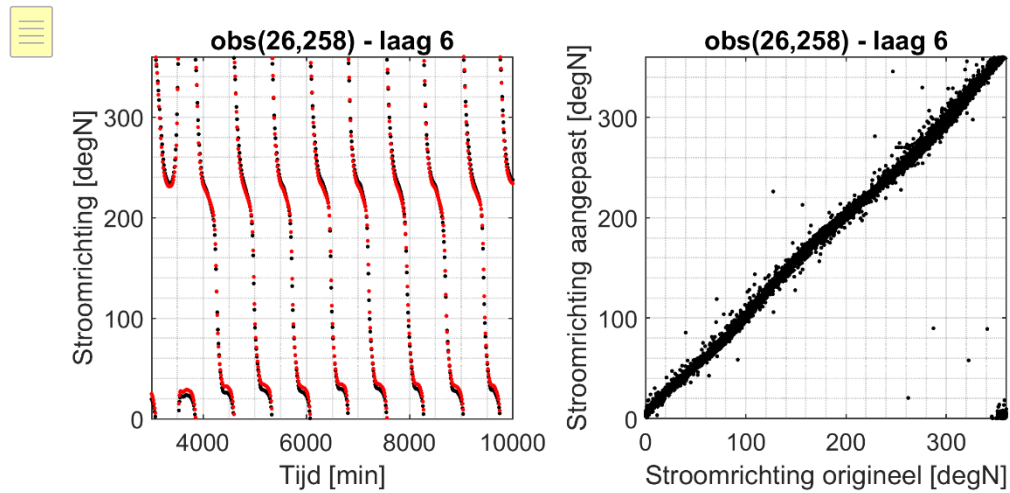 obs(26,258) - laag 6
Stroomrichting [degN]
300
200
100
0
4000
6000
8000
10000
Tijd [min]
obs(26,258) - laag 6
Stroomrichting aangepast [degN]
300
200
100
0
0
100
200
300
Stroomrichting origineel [degN]